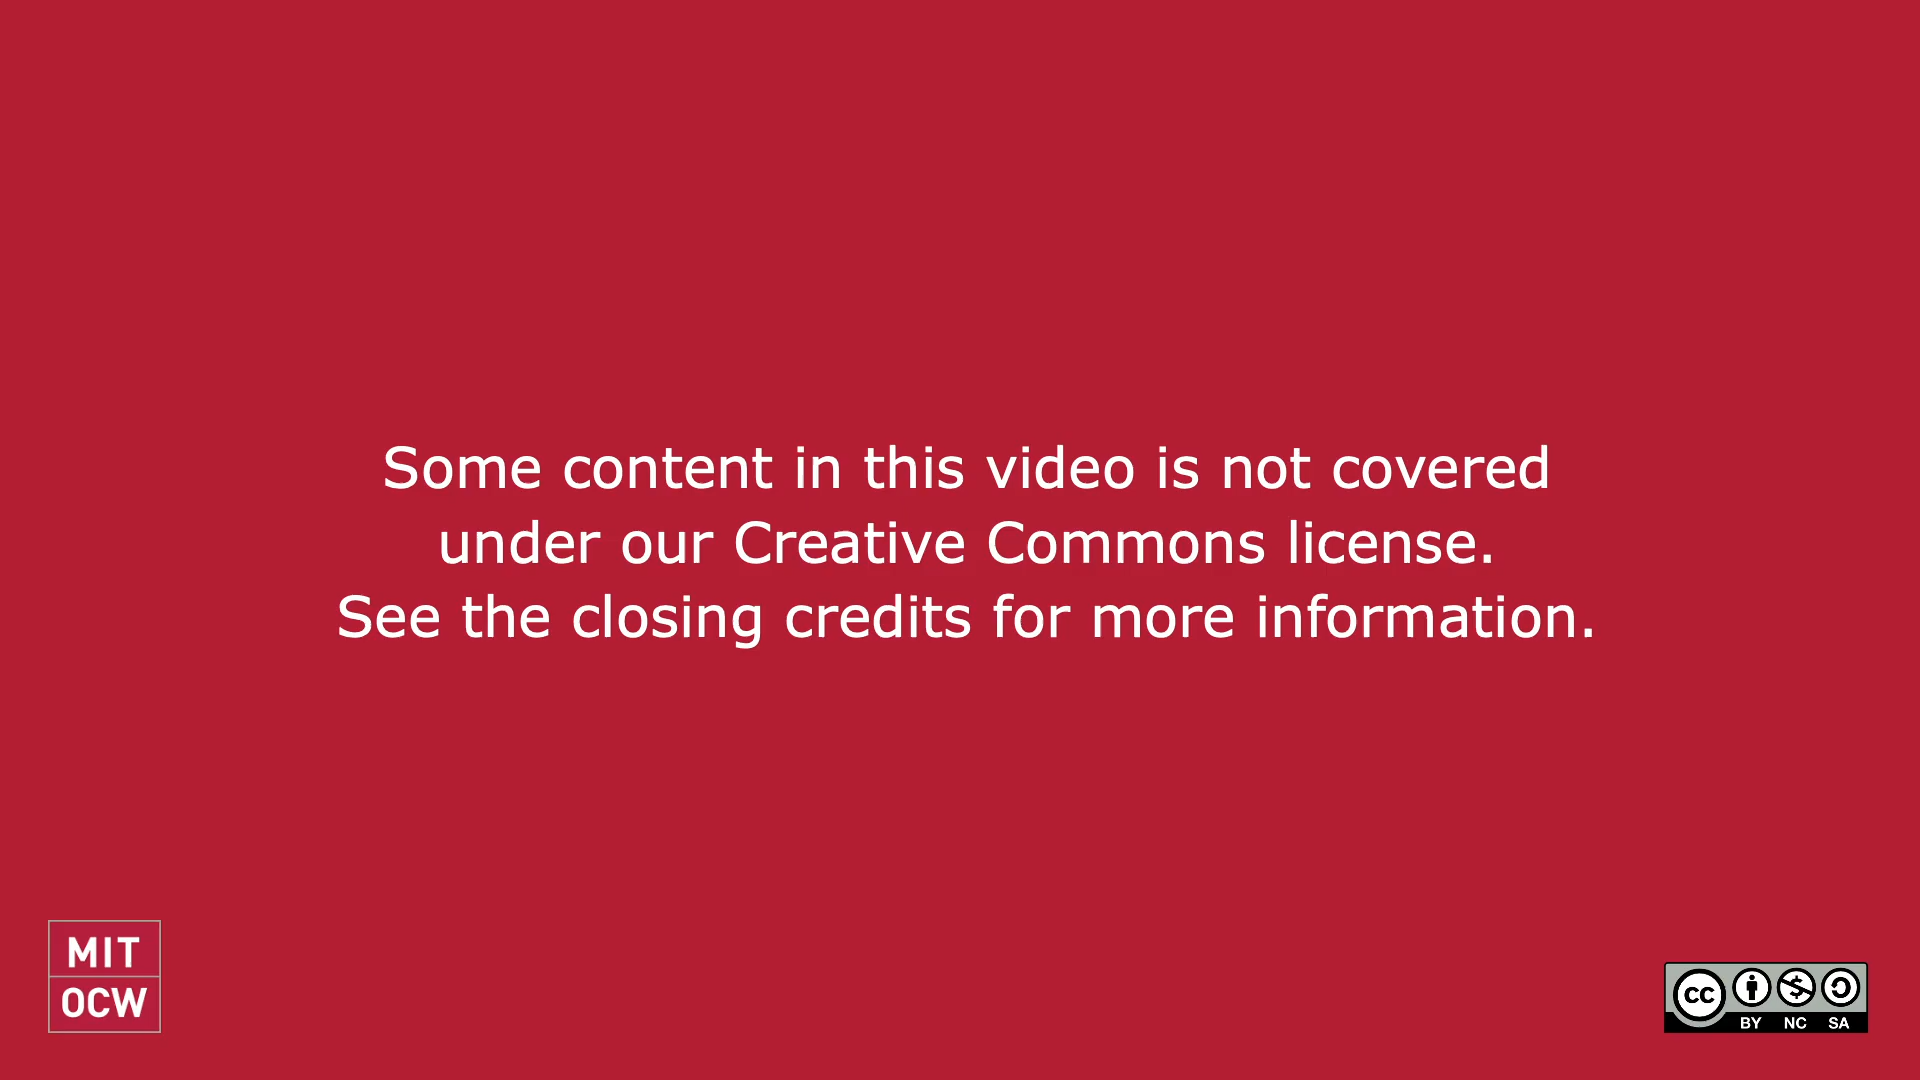 Some content in this video is not covered
under our Creative Commons license.
See the closing credits for more information.
MIT
OCW
cc
BY NC SA